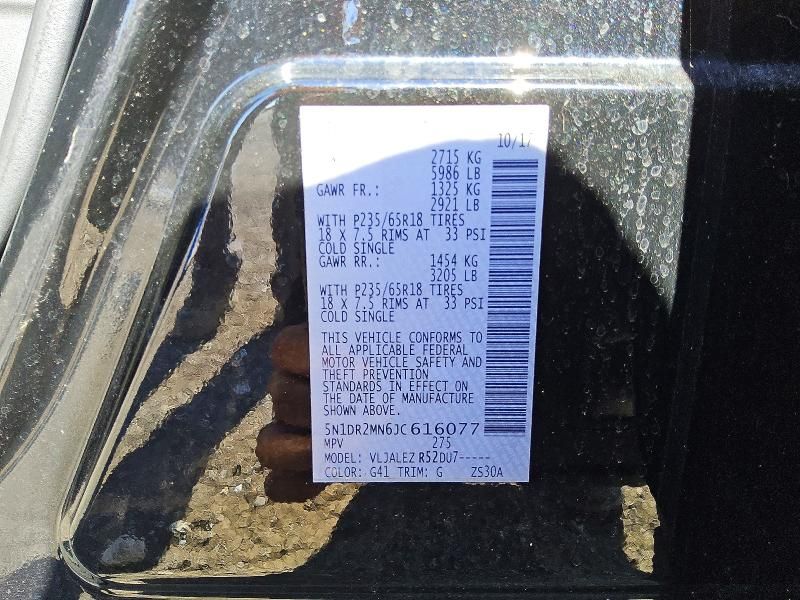 10/17
2715 KG
5986 LB
GAWR FR.: 1325 KG
2921 LB
WITH P235/65R18 TIRES
18 X 7.5 RIMS AT 33 PSI
COLD SINGLE
GAWR RR.: 1454 KG
3205 LB
WITH P235/65R18 TIRES
18 X 7.5 RIMS AT 33 PSI
COLD SINGLE
THIS VEHICLE CONFORMS TO
ALL APPLICABLE FEDERAL
MOTOR VEHICLE SAFETY AND
THEFT PREVENTION
STANDARDS IN EFFECT ON
THE DATE OF MANUFACTURE
SHOWN ABOVE.
5N1DR2MN6JC616077
MPV 275
MODEL: VLJALEZ R52DU7-----
COLOR: G41 TRIM: G ZS30A